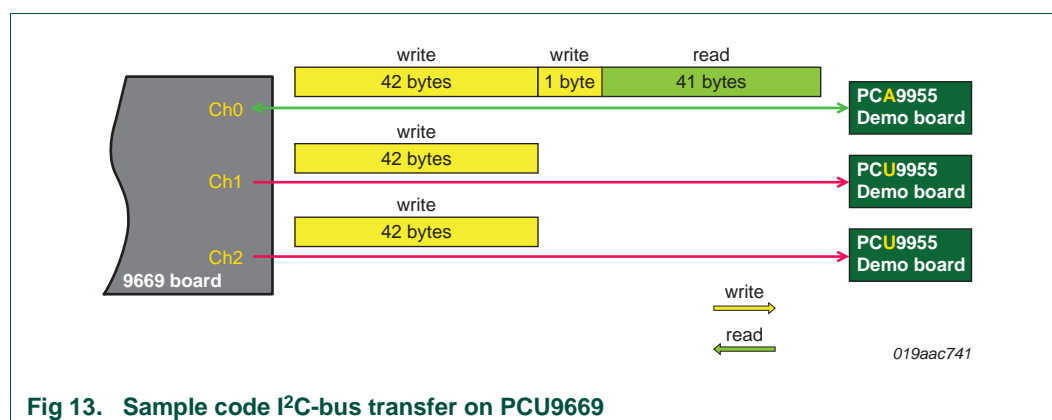 write write read
42 bytes 1 byte 41 bytes
Ch0
PCA9955
Demo board
write
42 bytes
Ch1
PCU9955
Demo board
write
42 bytes
Ch2
PCU9955
Demo board
9669 board
write
read
019aac741
Fig 13. Sample code I²C-bus transfer on PCU9669